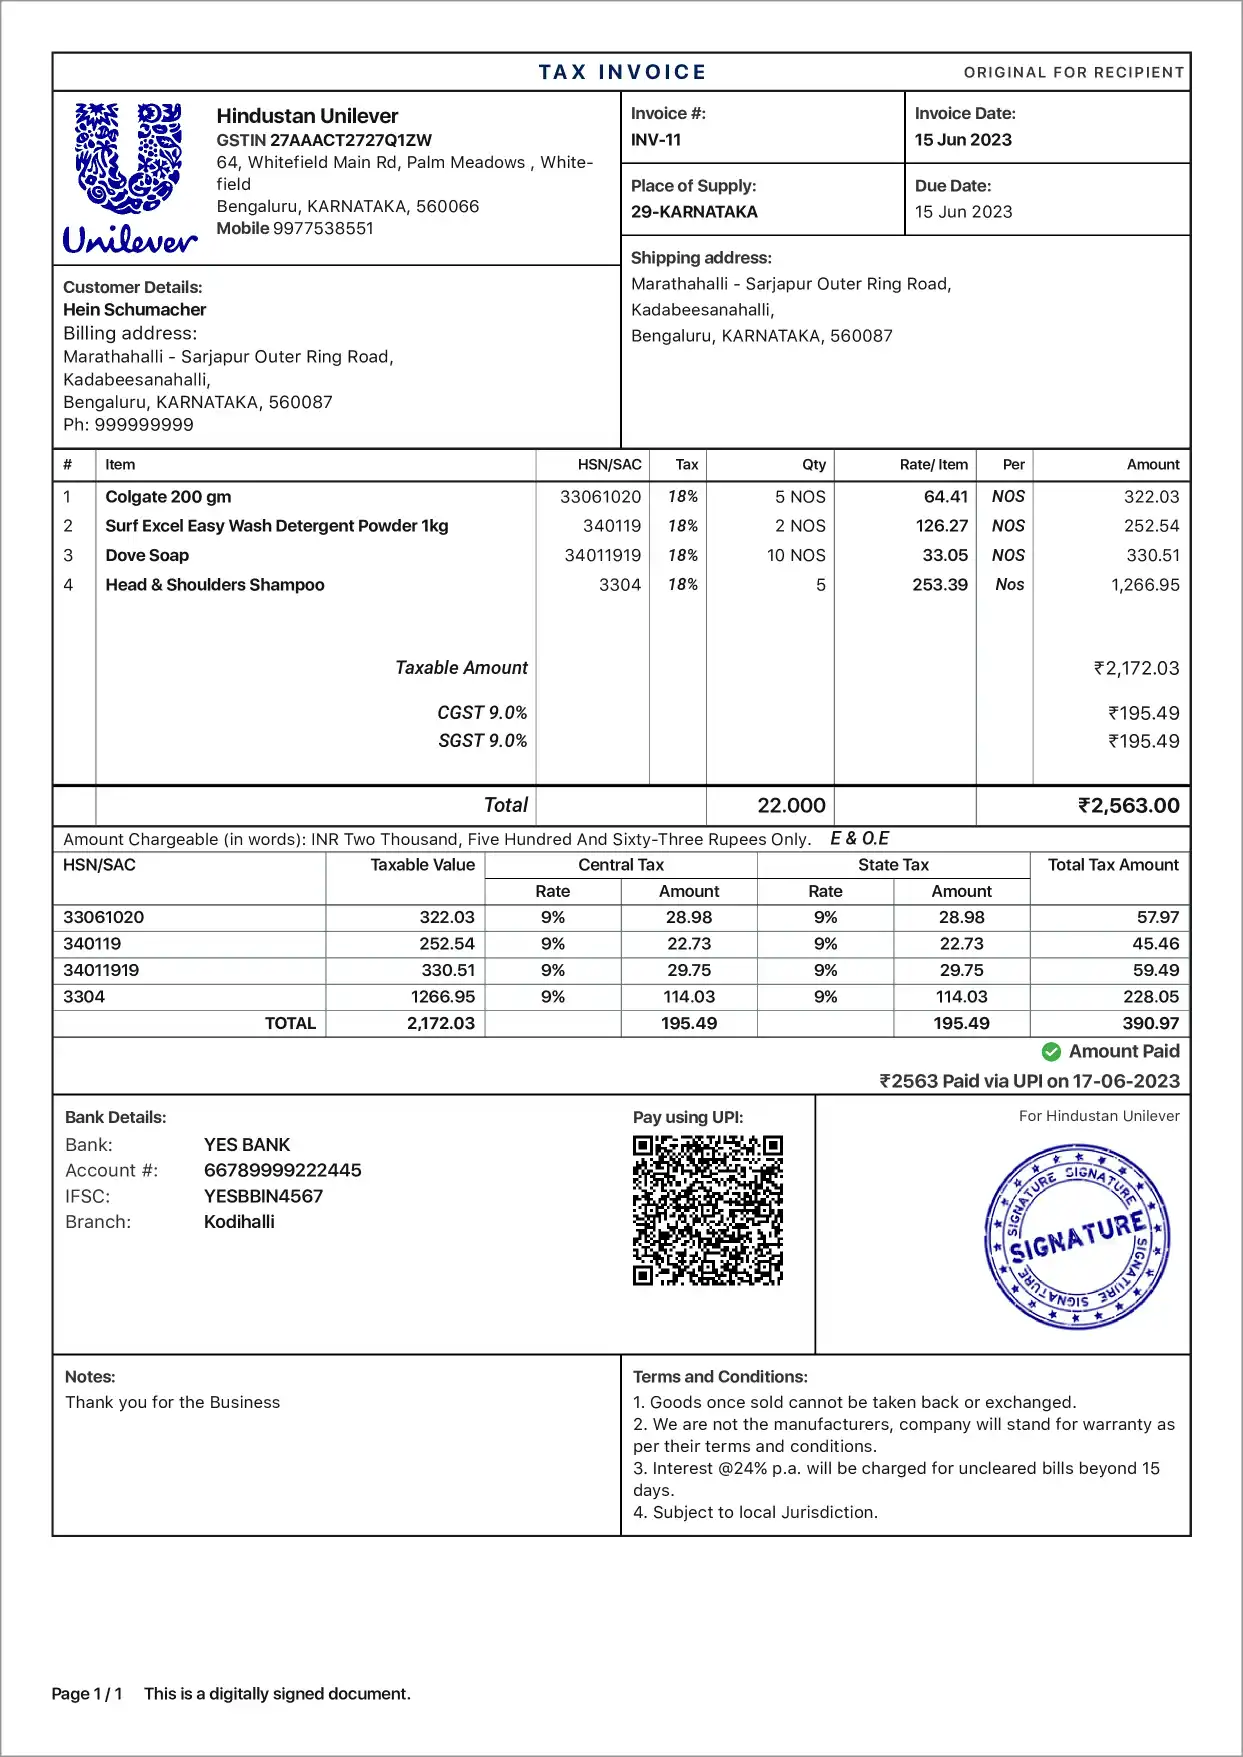 TAX INVOICE
ORIGINAL FOR RECIPIENT
Unilever
Hindustan Unilever
GSTIN 27AAACT2727Q1ZW
64, Whitefield Main Rd, Palm Meadows , White-
field
Bengaluru, KARNATAKA, 560066
Mobile 9977538551
Invoice #:
INV-11
Invoice Date:
15 Jun 2023
Place of Supply:
29-KARNATAKA
Due Date:
15 Jun 2023
Customer Details:
Hein Schumacher
Billing address:
Marathahalli - Sarjapur Outer Ring Road,
Kadabeesanahalli,
Bengaluru, KARNATAKA, 560087
Ph: 999999999
Shipping address:
Marathahalli - Sarjapur Outer Ring Road,
Kadabeesanahalli,
Bengaluru, KARNATAKA, 560087
# Item HSN/SAC Tax Qty Rate/ Item Per Amount
1 Colgate 200 gm 33061020 18% 5 NOS 64.41 NOS 322.03
2 Surf Excel Easy Wash Detergent Powder 1kg 340119 18% 2 NOS 126.27 NOS 252.54
3 Dove Soap 34011919 18% 10 NOS 33.05 NOS 330.51
4 Head & Shoulders Shampoo 3304 18% 5 253.39 Nos 1,266.95
Taxable Amount ₹2,172.03
CGST 9.0% ₹195.49
SGST 9.0% ₹195.49
Total 22.000 ₹2,563.00
Amount Chargeable (in words): INR Two Thousand, Five Hundred And Sixty-Three Rupees Only. E & O.E
HSN/SAC Taxable Value Central Tax State Tax Total Tax Amount
Rate Amount Rate Amount
33061020 322.03 9% 28.98 9% 28.98 57.97
340119 252.54 9% 22.73 9% 22.73 45.46
34011919 330.51 9% 29.75 9% 29.75 59.49
3304 1266.95 9% 114.03 9% 114.03 228.05
TOTAL 2,172.03 195.49 195.49 390.97
Amount Paid
₹2563 Paid via UPI on 17-06-2023
Bank Details:
Bank: YES BANK
Account #: 66789999222445
IFSC: YESBBIN4567
Branch: Kodihalli
Pay using UPI:
For Hindustan Unilever
SIGNATURE SIGNATURE
SIGNATURE
SIGNATURE SIGNATURE
Notes:
Thank you for the Business
Terms and Conditions:
1. Goods once sold cannot be taken back or exchanged.
2. We are not the manufacturers, company will stand for warranty as
per their terms and conditions.
3. Interest @24% p.a. will be charged for uncleared bills beyond 15
days.
4. Subject to local Jurisdiction.
Page 1 / 1 This is a digitally signed document.